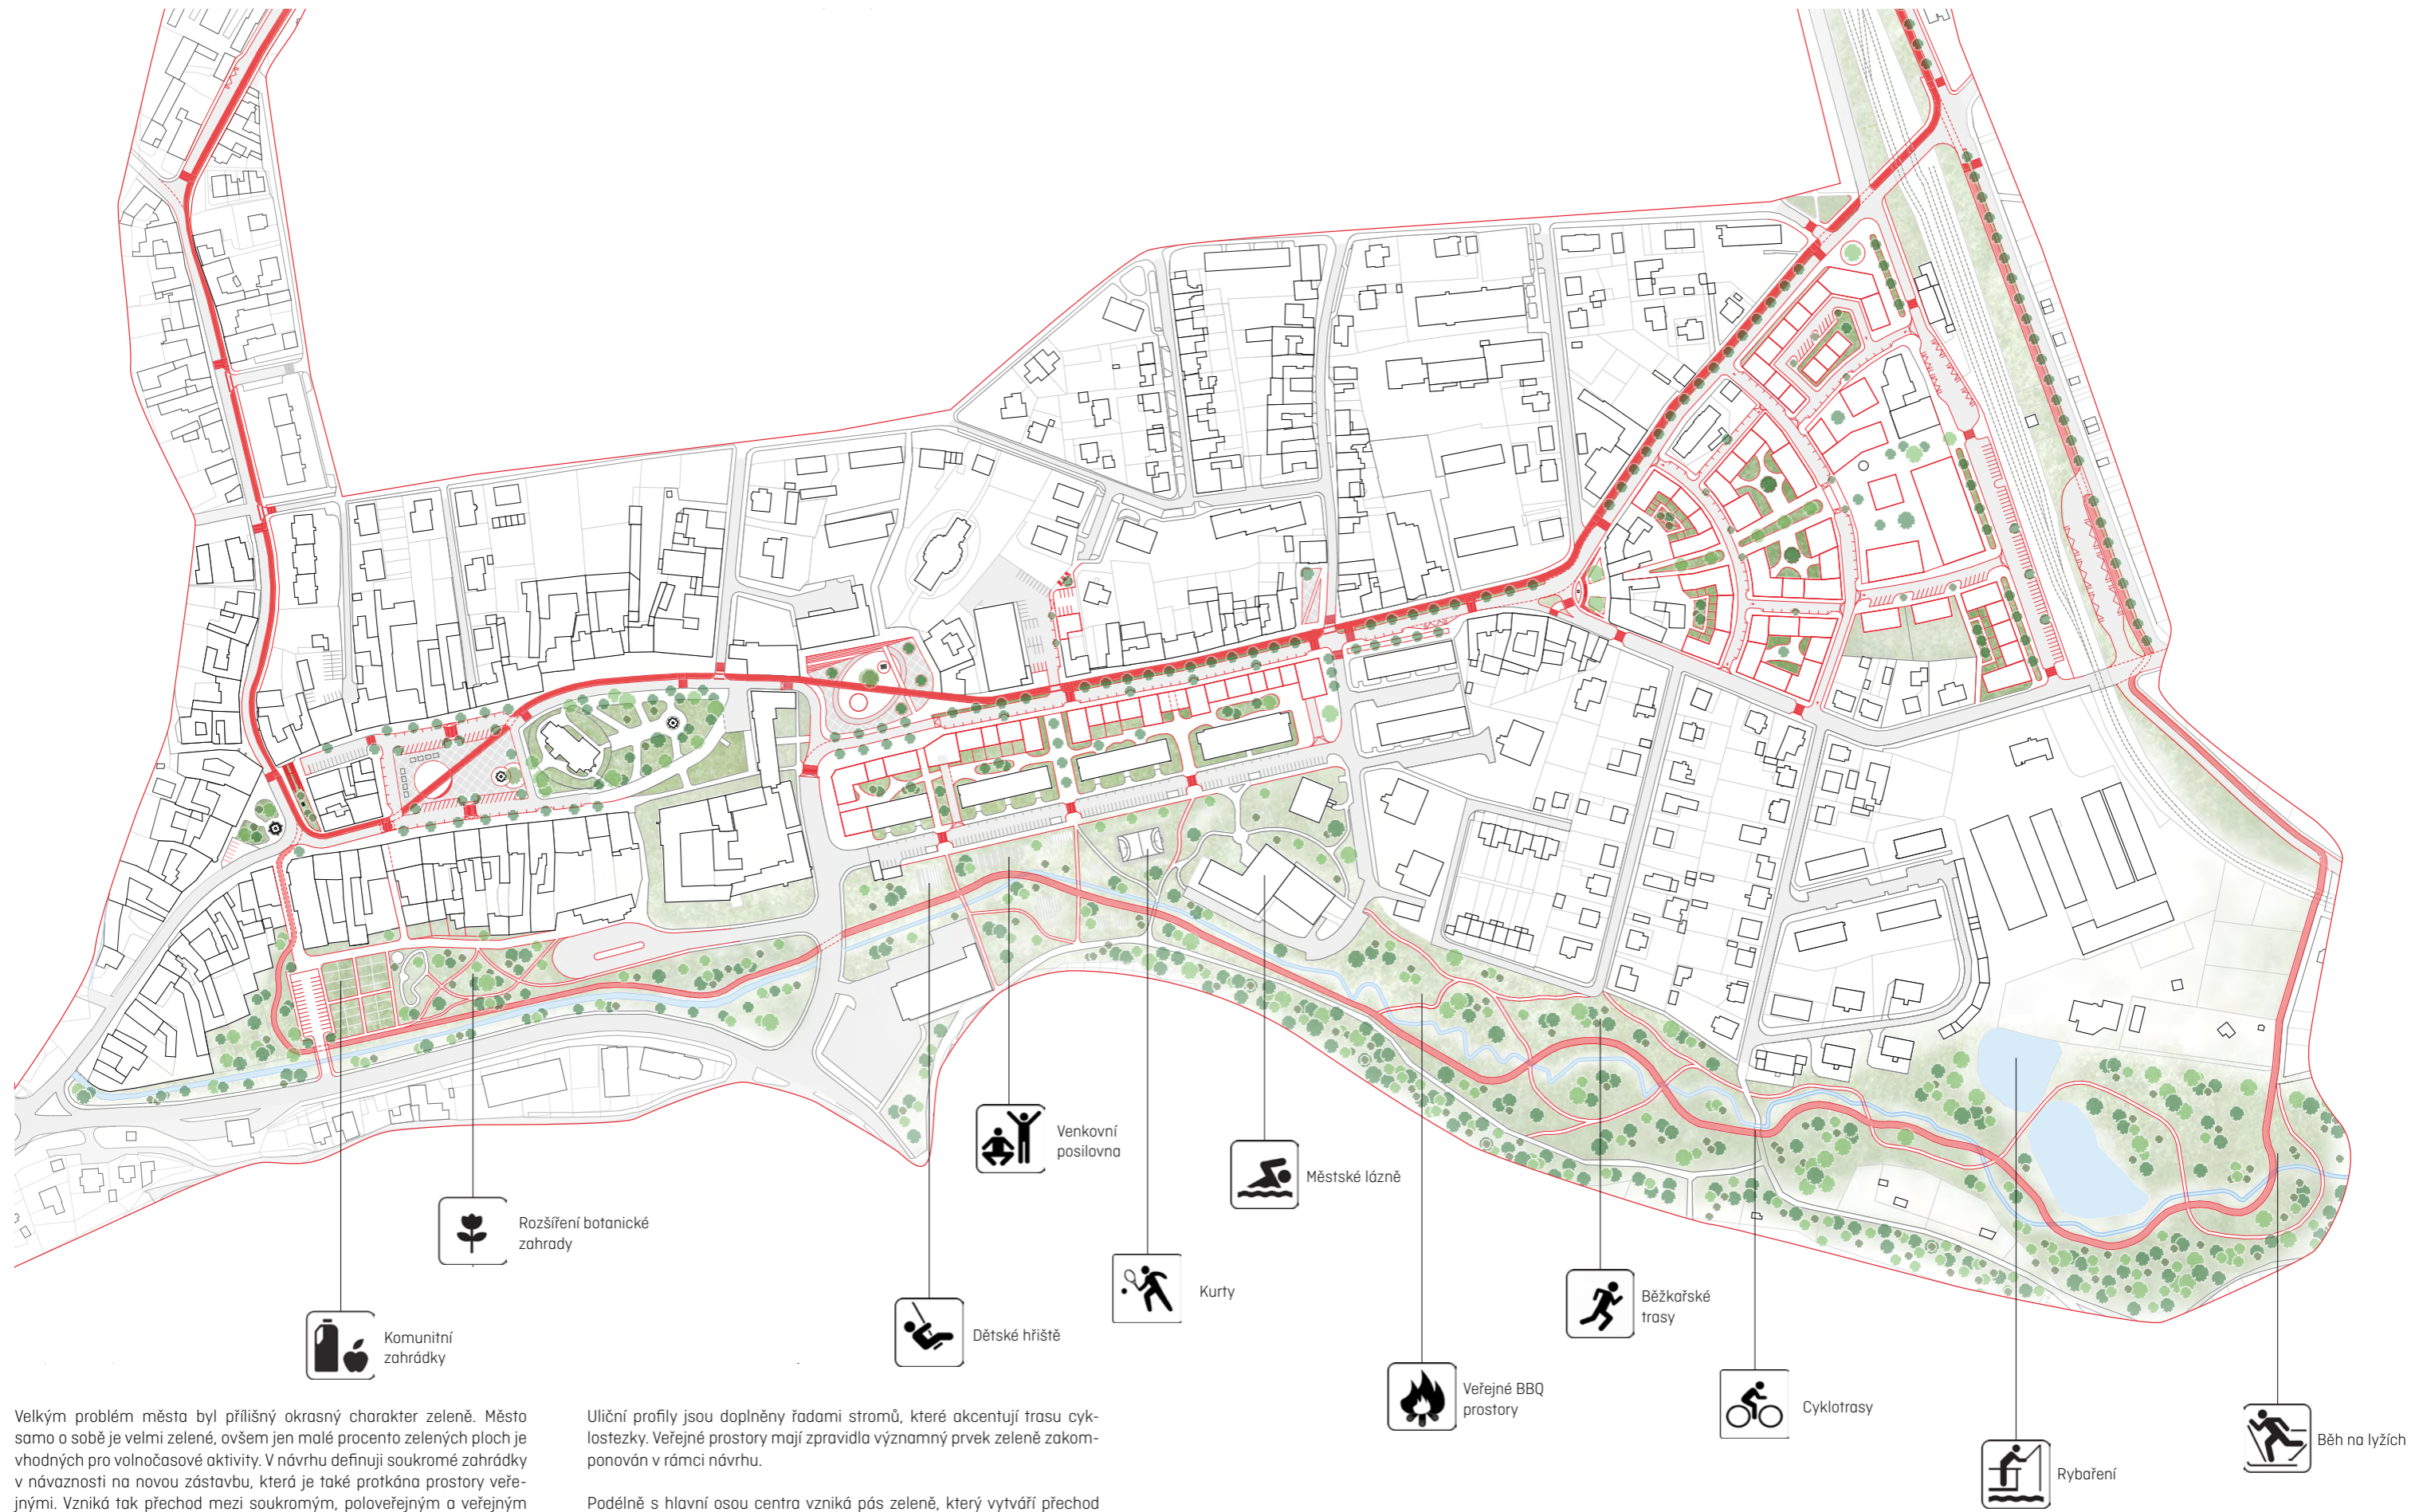 Venkovní
posilovna
Městské lázně
Rozšíření botanické
zahrady
Kurty
Běžkařské
trasy
Komunitní
zahrádky
Dětské hřiště
Veřejné BBQ
prostory
Cyklotrasy
Rybaření
Běh na lyžích
Velkým problém města byl přílišný okrasný charakter zeleně. Město
samo o sobě je velmi zelené, ovšem jen malé procento zelených ploch je
vhodných pro volnočasové aktivity. V návrhu definuji soukromé zahrádky
v návaznosti na novou zástavbu, která je také protkána prostory veře-
jnými. Vzniká tak přechod mezi soukromým, poloveřejným a veřejným
Uliční profily jsou doplněny řadami stromů, které akcentují trasu cyk-
lostezky. Veřejné prostory mají zpravidla významný prvek zeleně zakom-
ponován v rámci návrhu.
Podélně s hlavní osou centra vzniká pás zeleně, který vytváří přechod